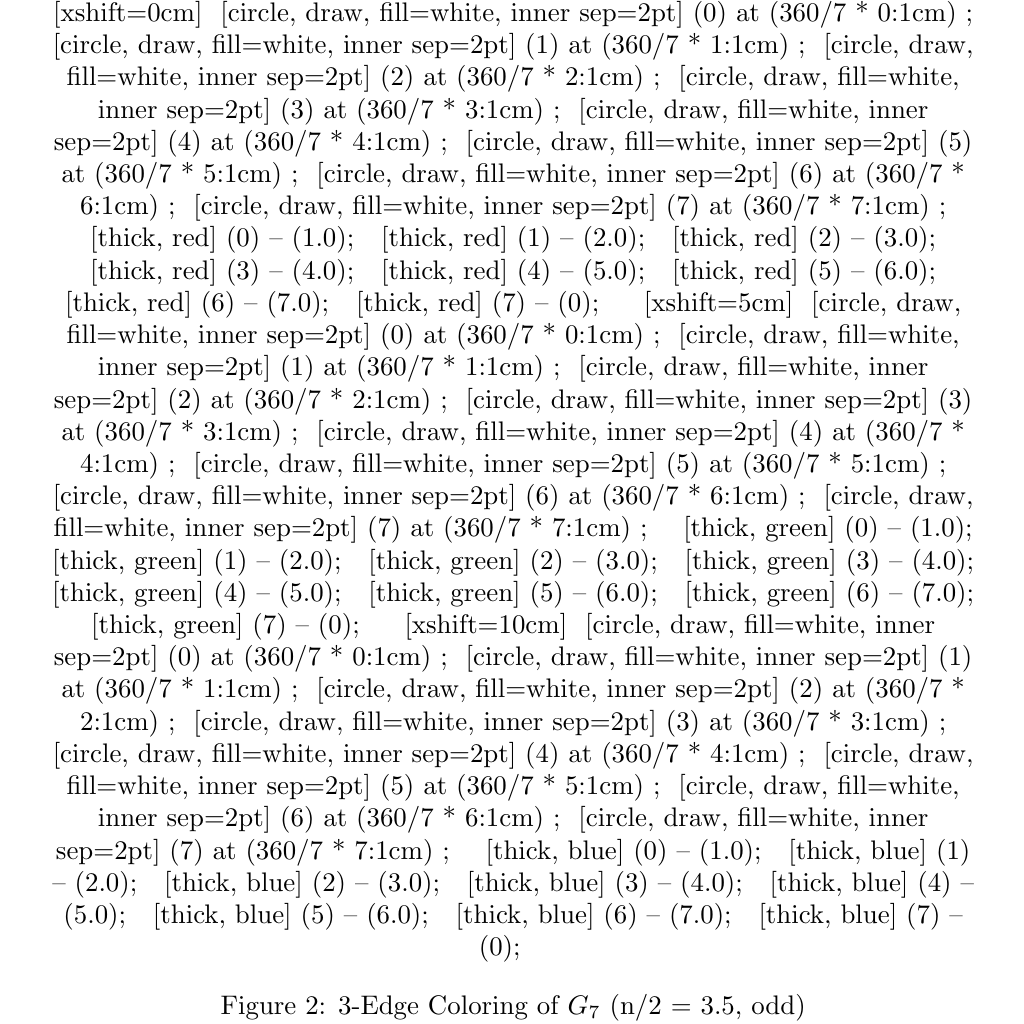 [xshift=0cm] [circle, draw, fill=white, inner sep=2pt] (0) at (360/7 * 0:1cm) ;
[circle, draw, fill=white, inner sep=2pt] (1) at (360/7 * 1:1cm) ; [circle, draw,
fill=white, inner sep=2pt] (2) at (360/7 * 2:1cm) ; [circle, draw, fill=white,
inner sep=2pt] (3) at (360/7 * 3:1cm) ; [circle, draw, fill=white, inner
sep=2pt] (4) at (360/7 * 4:1cm) ; [circle, draw, fill=white, inner sep=2pt] (5)
at (360/7 * 5:1cm) ; [circle, draw, fill=white, inner sep=2pt] (6) at (360/7 *
6:1cm) ; [circle, draw, fill=white, inner sep=2pt] (7) at (360/7 * 7:1cm) ;
[thick, red] (0) – (1.0); [thick, red] (1) – (2.0); [thick, red] (2) – (3.0);
[thick, red] (3) – (4.0); [thick, red] (4) – (5.0); [thick, red] (5) – (6.0);
[thick, red] (6) – (7.0); [thick, red] (7) – (0); [xshift=5cm] [circle, draw,
fill=white, inner sep=2pt] (0) at (360/7 * 0:1cm) ; [circle, draw, fill=white,
inner sep=2pt] (1) at (360/7 * 1:1cm) ; [circle, draw, fill=white, inner
sep=2pt] (2) at (360/7 * 2:1cm) ; [circle, draw, fill=white, inner sep=2pt] (3)
at (360/7 * 3:1cm) ; [circle, draw, fill=white, inner sep=2pt] (4) at (360/7 *
4:1cm) ; [circle, draw, fill=white, inner sep=2pt] (5) at (360/7 * 5:1cm) ;
[circle, draw, fill=white, inner sep=2pt] (6) at (360/7 * 6:1cm) ; [circle, draw,
fill=white, inner sep=2pt] (7) at (360/7 * 7:1cm) ; [thick, green] (0) – (1.0);
[thick, green] (1) – (2.0); [thick, green] (2) – (3.0); [thick, green] (3) – (4.0);
[thick, green] (4) – (5.0); [thick, green] (5) – (6.0); [thick, green] (6) – (7.0);
[thick, green] (7) – (0); [xshift=10cm] [circle, draw, fill=white, inner
sep=2pt] (0) at (360/7 * 0:1cm) ; [circle, draw, fill=white, inner sep=2pt] (1)
at (360/7 * 1:1cm) ; [circle, draw, fill=white, inner sep=2pt] (2) at (360/7 *
2:1cm) ; [circle, draw, fill=white, inner sep=2pt] (3) at (360/7 * 3:1cm) ;
[circle, draw, fill=white, inner sep=2pt] (4) at (360/7 * 4:1cm) ; [circle, draw,
fill=white, inner sep=2pt] (5) at (360/7 * 5:1cm) ; [circle, draw, fill=white,
inner sep=2pt] (6) at (360/7 * 6:1cm) ; [circle, draw, fill=white, inner
sep=2pt] (7) at (360/7 * 7:1cm) ; [thick, blue] (0) – (1.0); [thick, blue] (1)
– (2.0); [thick, blue] (2) – (3.0); [thick, blue] (3) – (4.0); [thick, blue] (4) –
(5.0); [thick, blue] (5) – (6.0); [thick, blue] (6) – (7.0); [thick, blue] (7) –
(0);
Figure 2: 3-Edge Coloring of G₇ (n/2 = 3.5, odd)